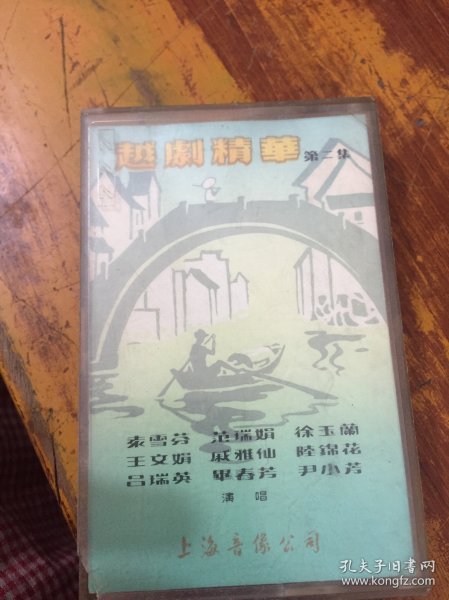 越劇精華 第二集
袁雪芬 范瑞娟 徐玉蘭
王文娟 戚雅仙 陸錦花
吕瑞英 畢春芳 尹小芳
演唱
上海音像公司
孔夫子旧书网
www.kongfz.com